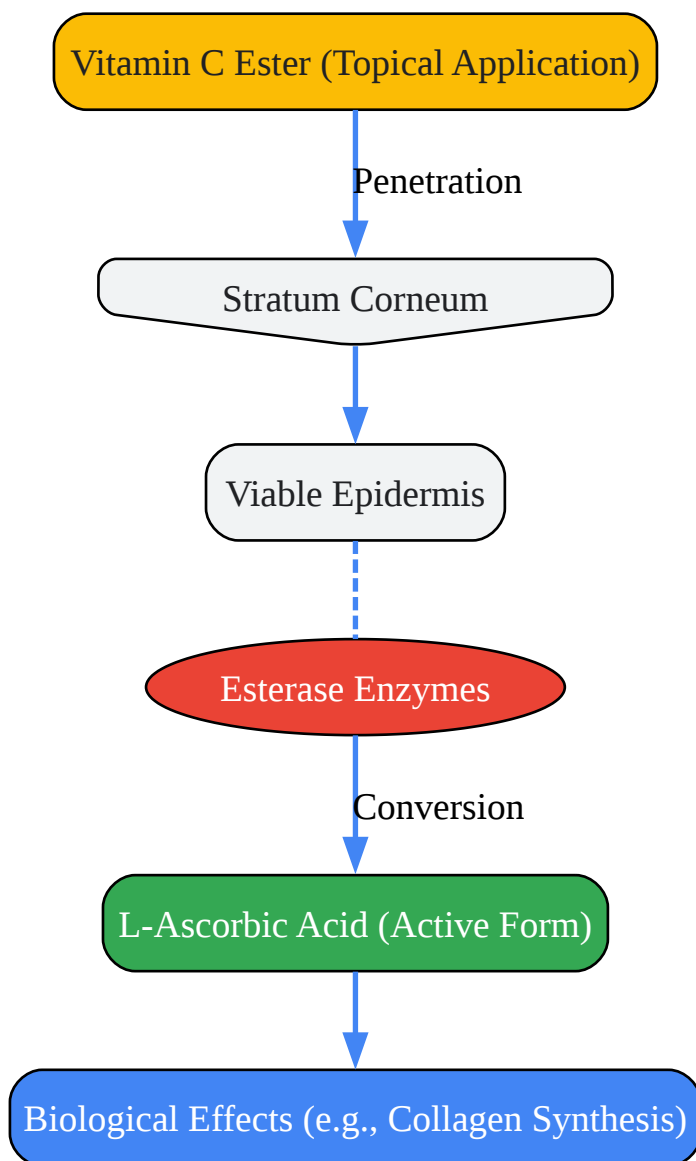 Vitamin C Ester (Topical Application)
Penetration
Stratum Corneum
Viable Epidermis
Esterase Enzymes
Conversion
L-Ascorbic Acid (Active Form)
Biological Effects (e.g., Collagen Synthesis)